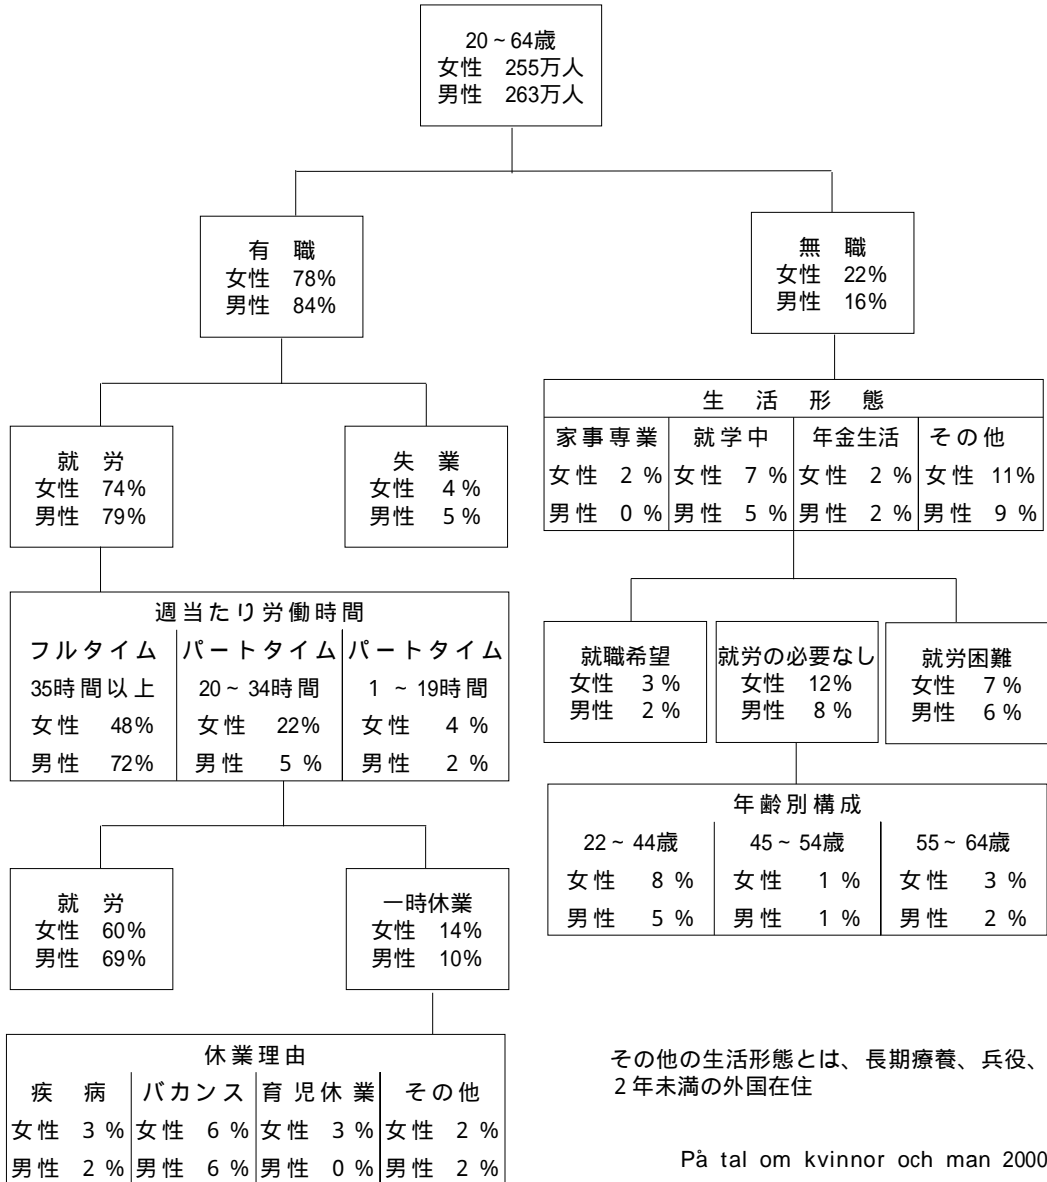 20~64歳
女性 255万人
男性 263万人
有 職
女性 78%
男性 84%
無 職
女性 22%
男性 16%
就 労
女性 74%
男性 79%
失 業
女性 4 %
男性 5 %
生 活 形 態
家事専業 就学中 年金生活 その他
女性 2 % 女性 7 % 女性 2 % 女性 11%
男性 0 % 男性 5 % 男性 2 % 男性 9 %
週当たり労働時間
フルタイム パートタイム パートタイム
35時間以上 20~34時間 1 ~19時間
女性 48% 女性 22% 女性 4 %
男性 72% 男性 5 % 男性 2 %
就職希望
女性 3 %
男性 2 %
就労の必要なし
女性 12%
男性 8 %
就労困難
女性 7 %
男性 6 %
年齢別構成
22~44歳 45~54歳 55~64歳
女性 8 % 女性 1 % 女性 3 %
男性 5 % 男性 1 % 男性 2 %
就 労
女性 60%
男性 69%
一時休業
女性 14%
男性 10%
休業理由
疾 病 バカンス 育児休業 その他
女性 3 % 女性 6 % 女性 3 % 女性 2 %
男性 2 % 男性 6 % 男性 0 % 男性 2 %
その他の生活形態とは、長期療養、兵役、
2年未満の外国在住
På tal om kvinnor och man 2000